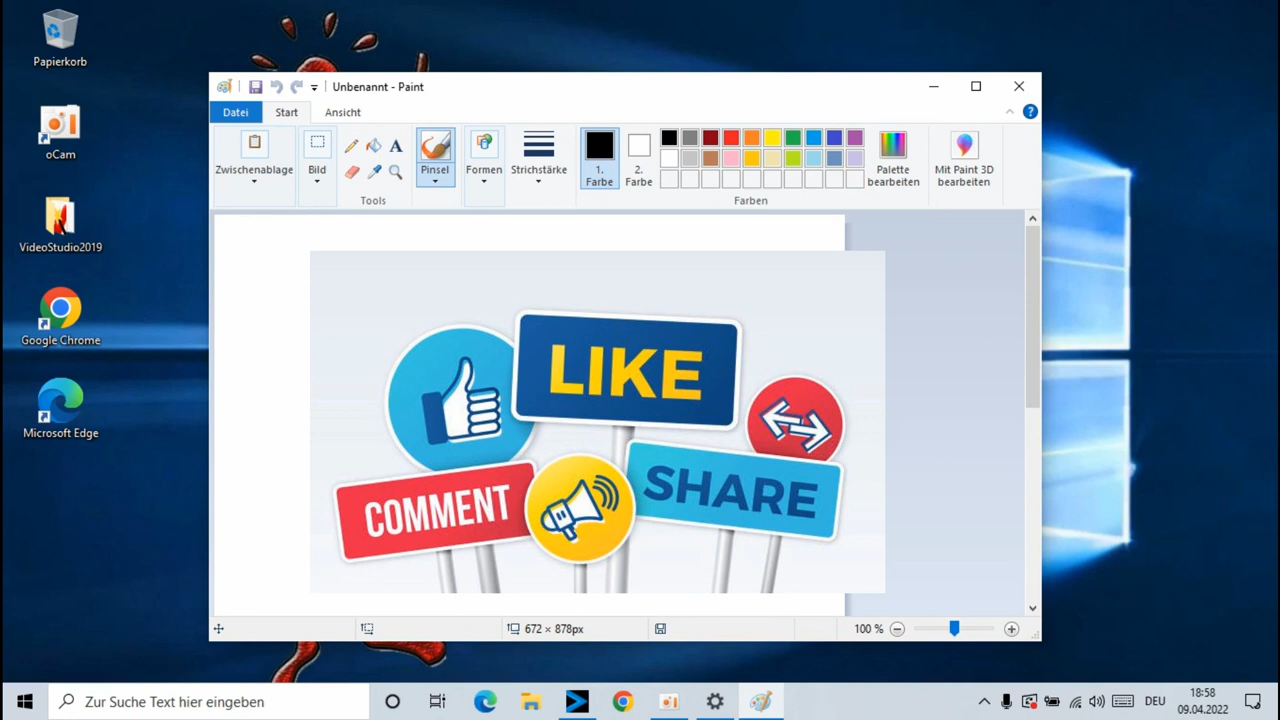 Papierkorb
oCam
VideoStudio2019
Google Chrome
Microsoft Edge
Unbenannt - Paint
Datei
Start
Ansicht
Zwischenablage
Bild
A
Tools
Pinsel
Formen
Strichstärke
1.
Farbe
2.
Farbe
Palette
bearbeiten
Farben
Mit Paint 3D
bearbeiten
LIKE
COMMENT
SHARE
672 × 878px
100 %
Zur Suche Text hier eingeben
DEU
18:58
09.04.2022